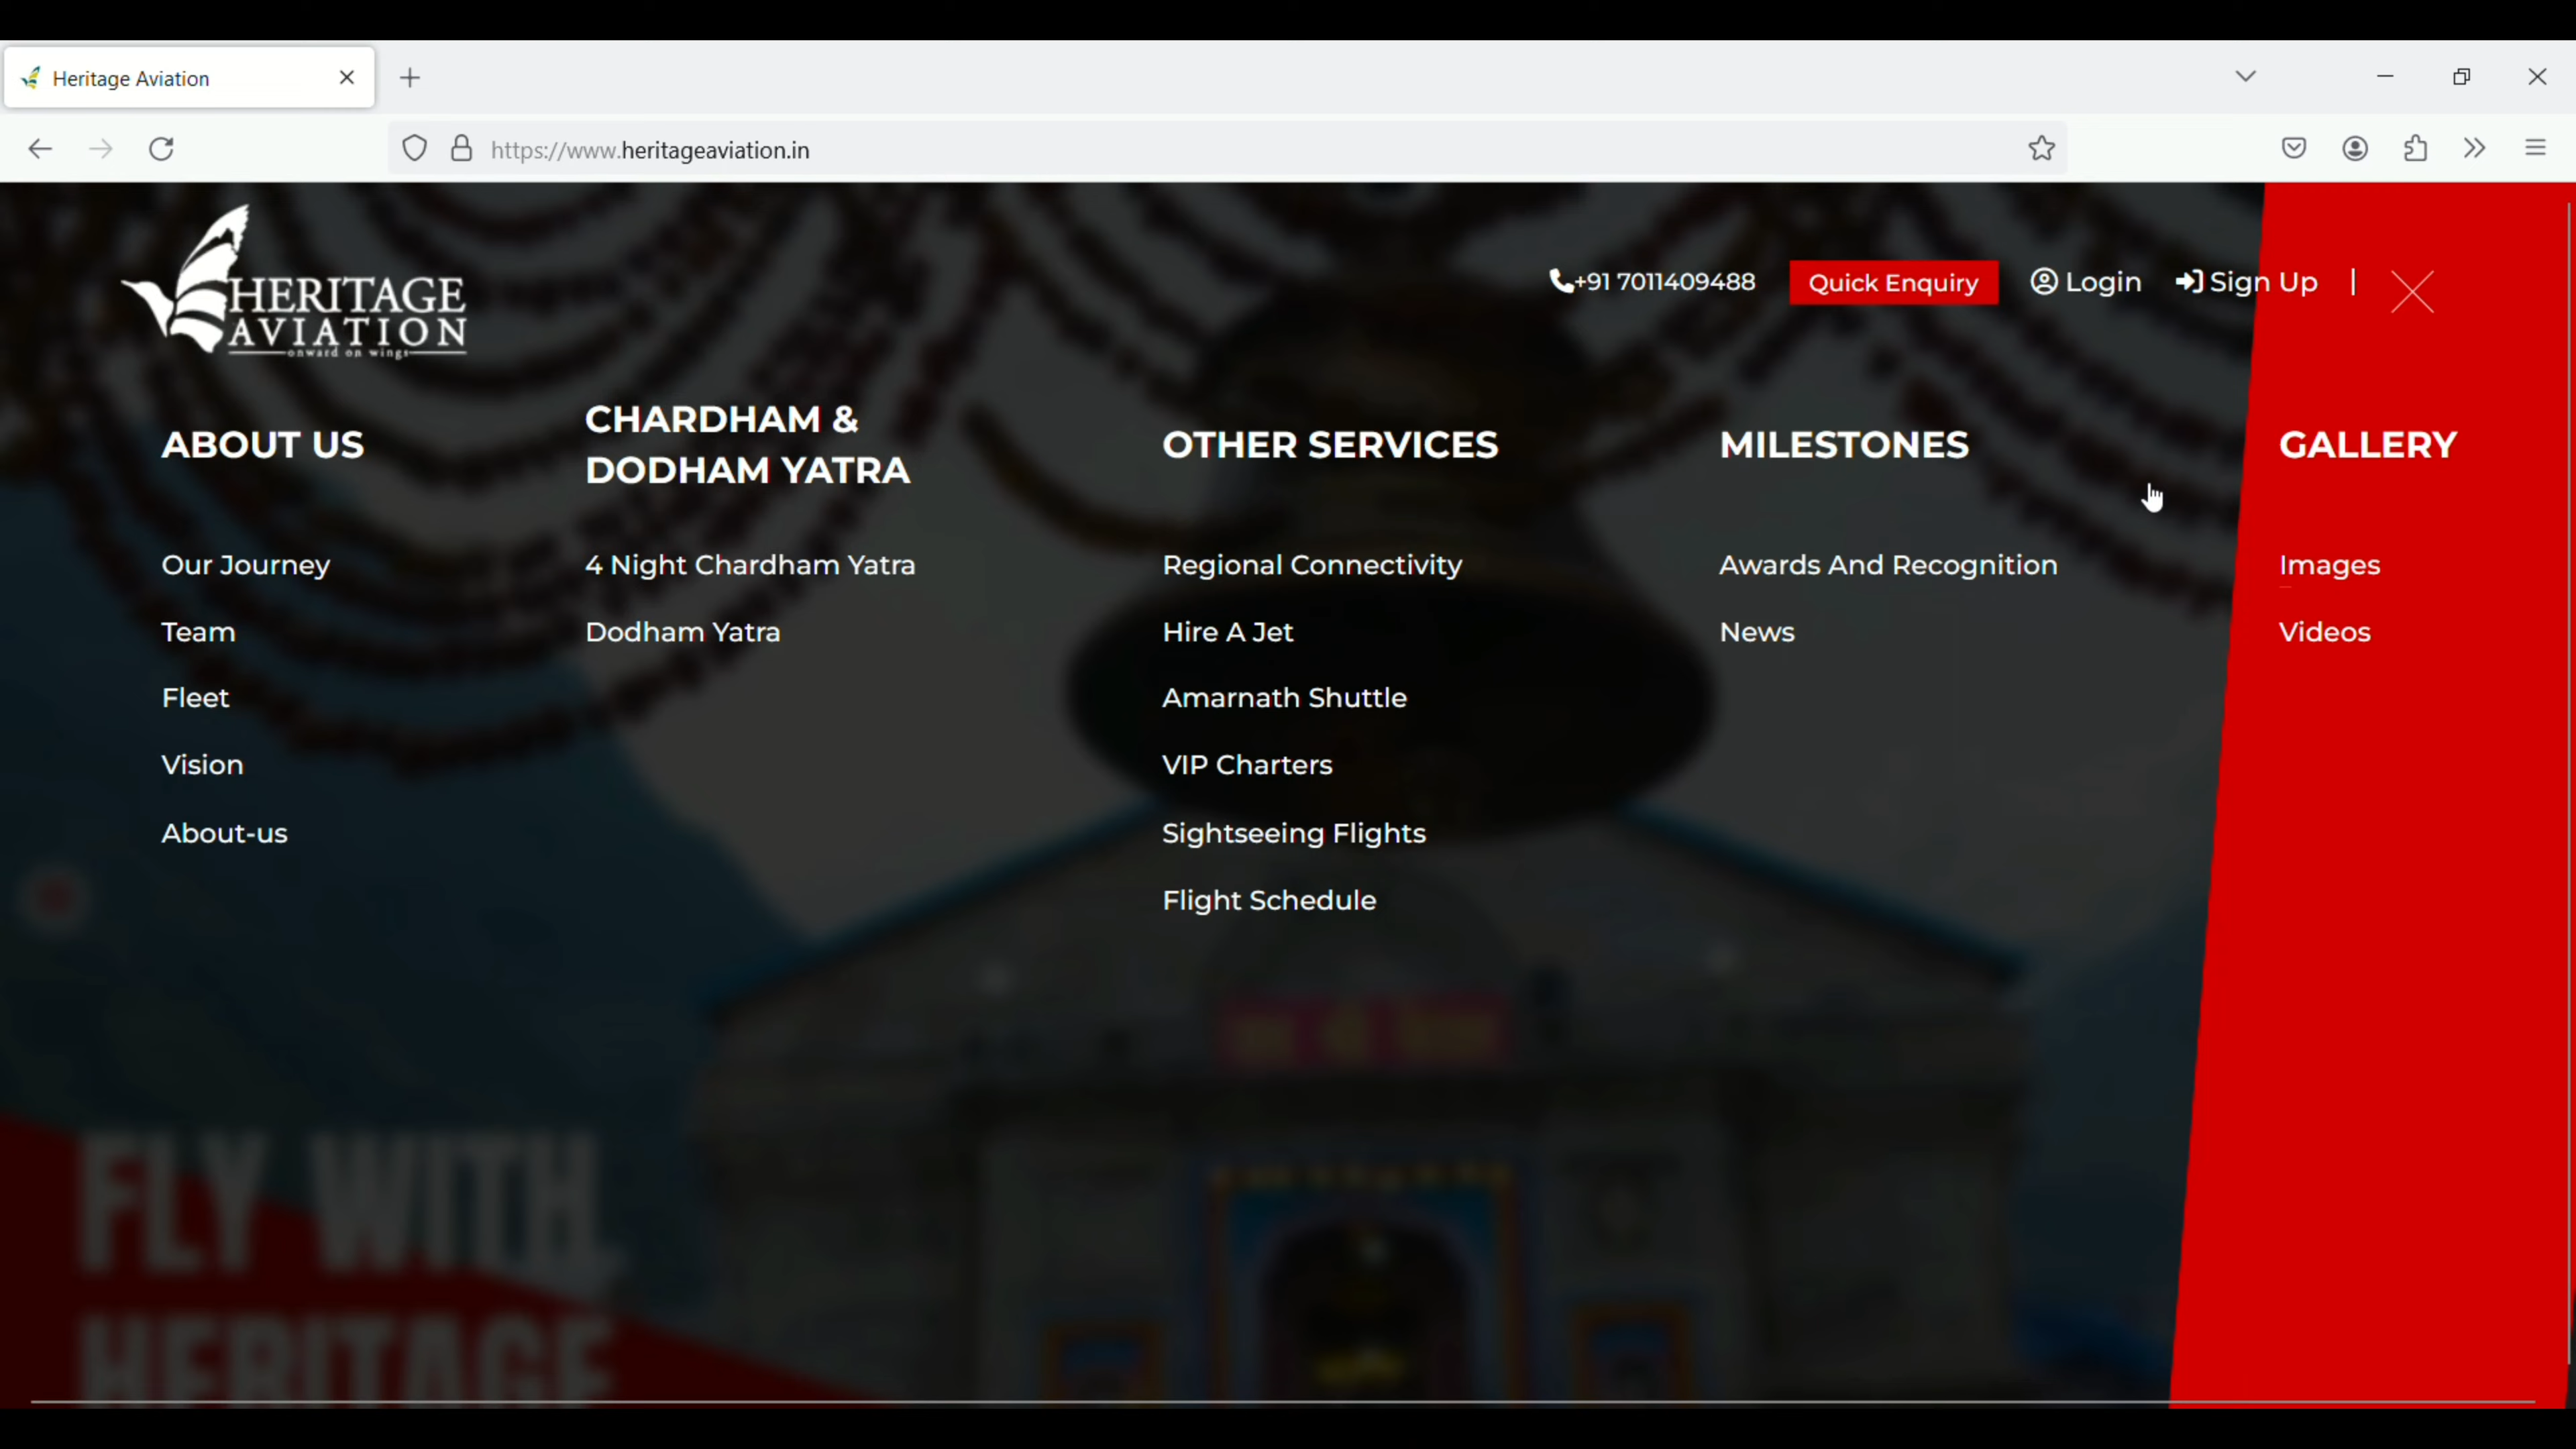 Heritage Aviation
https://www.heritageaviation.in
HERITAGE
AVIATION
onward on wings
+91 7011409488
Quick Enquiry
Login
Sign Up
|
ABOUT US
Our Journey
Team
Fleet
Vision
About-us
CHARDHAM &
DODHAM YATRA
4 Night Chardham Yatra
Dodham Yatra
OTHER SERVICES
Regional Connectivity
Hire A Jet
Amarnath Shuttle
VIP Charters
Sightseeing Flights
Flight Schedule
MILESTONES
Awards And Recognition
News
GALLERY
Images
Videos
FLY WITH
HERITAGE